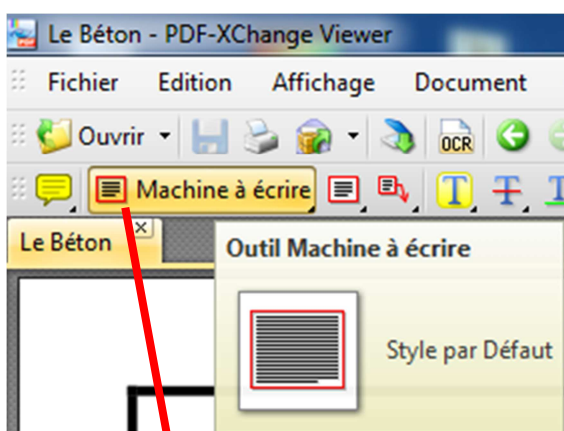 Le Béton - PDF-XChange Viewer
Fichier Edition Affichage Document
Ouvrir OCR
Machine à écrire T T T
Le Béton
Outil Machine à écrire
Style par Défaut